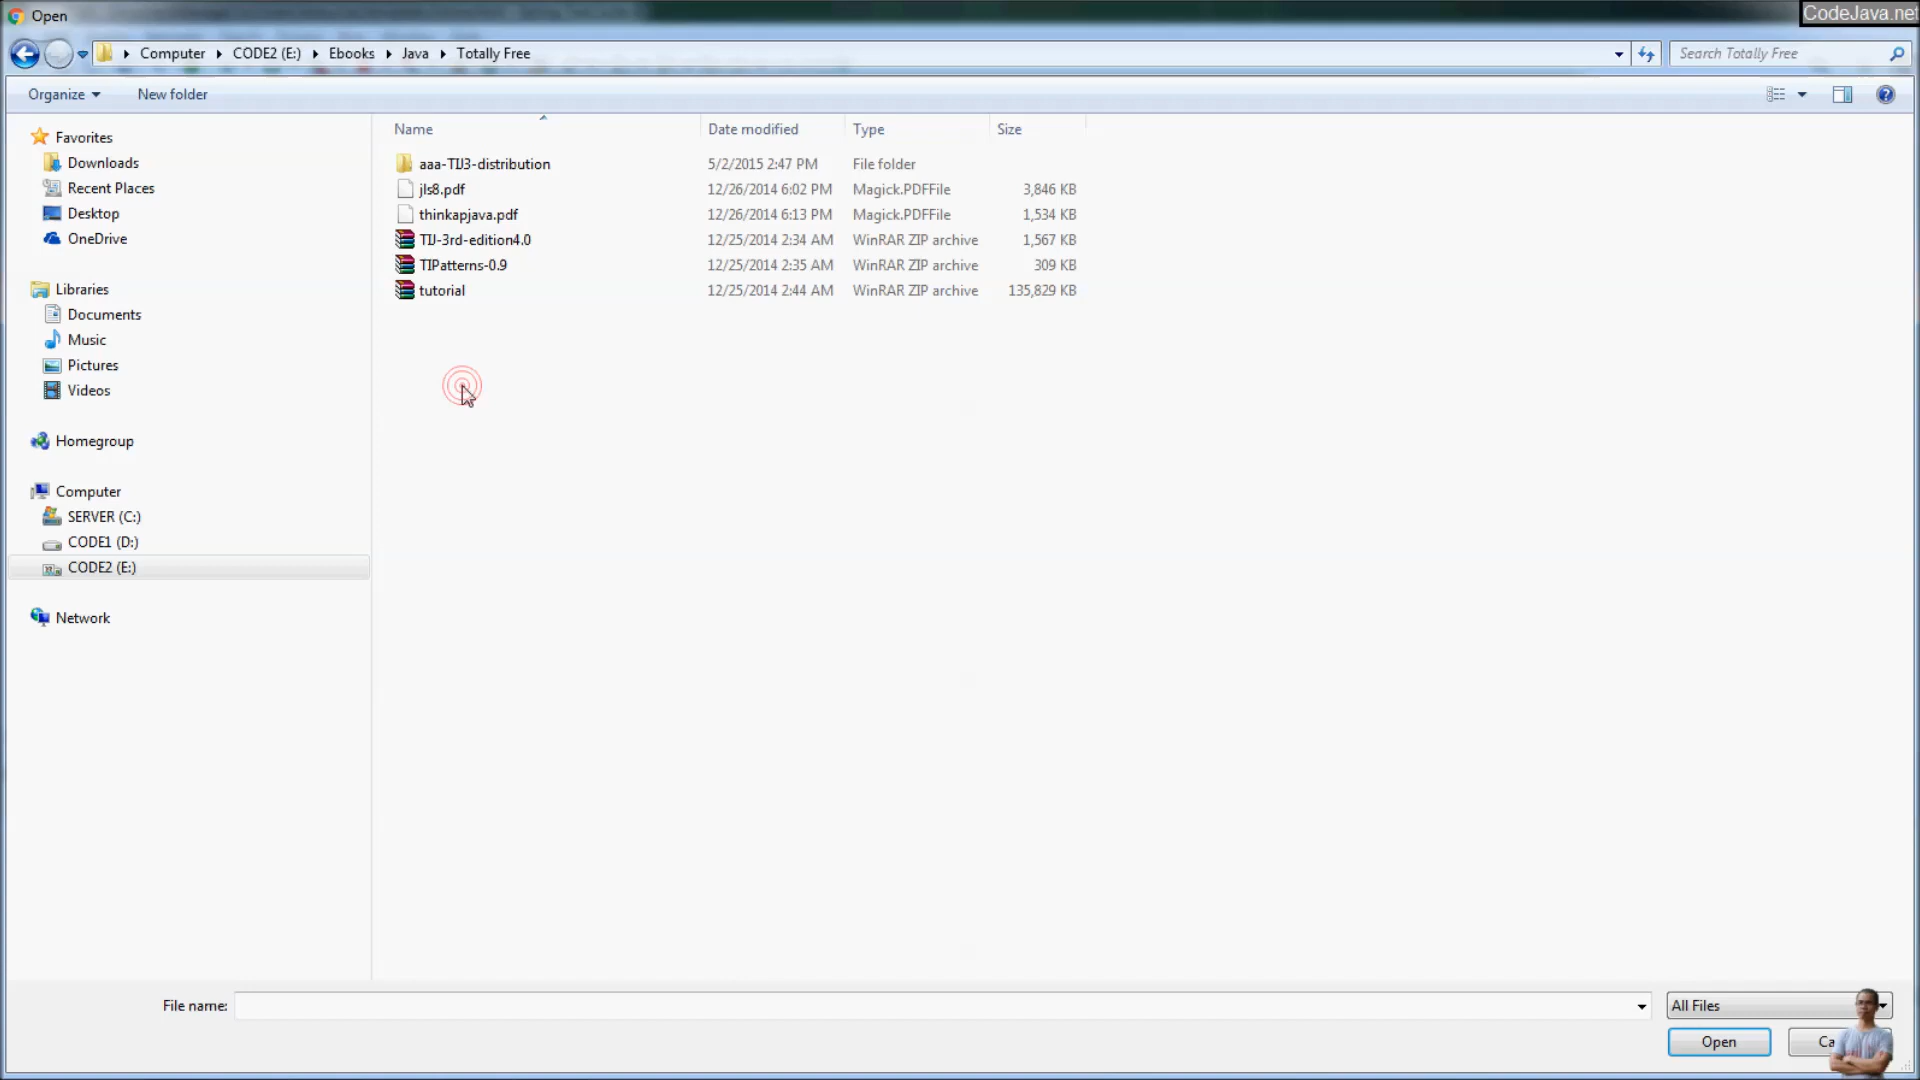 Open
CodeJava.net
Computer CODE2 (E:) Ebooks Java Totally Free
Search Totally Free
Organize New folder
Name Date modified Type Size
Favorites
Downloads
Recent Places
Desktop
OneDrive
Libraries
Documents
Music
Pictures
Videos
Homegroup
Computer
SERVER (C:)
CODE1 (D:)
CODE2 (E:)
Network
aaa-TIJ3-distribution 5/2/2015 2:47 PM File folder
jls8.pdf 12/26/2014 6:02 PM Magick.PDFFile 3,846 KB
thinkapjava.pdf 12/26/2014 6:13 PM Magick.PDFFile 1,534 KB
TIJ-3rd-edition4.0 12/25/2014 2:34 AM WinRAR ZIP archive 1,567 KB
TIPatterns-0.9 12/25/2014 2:35 AM WinRAR ZIP archive 309 KB
tutorial 12/25/2014 2:44 AM WinRAR ZIP archive 135,829 KB
File name:
All Files
Open
Ca